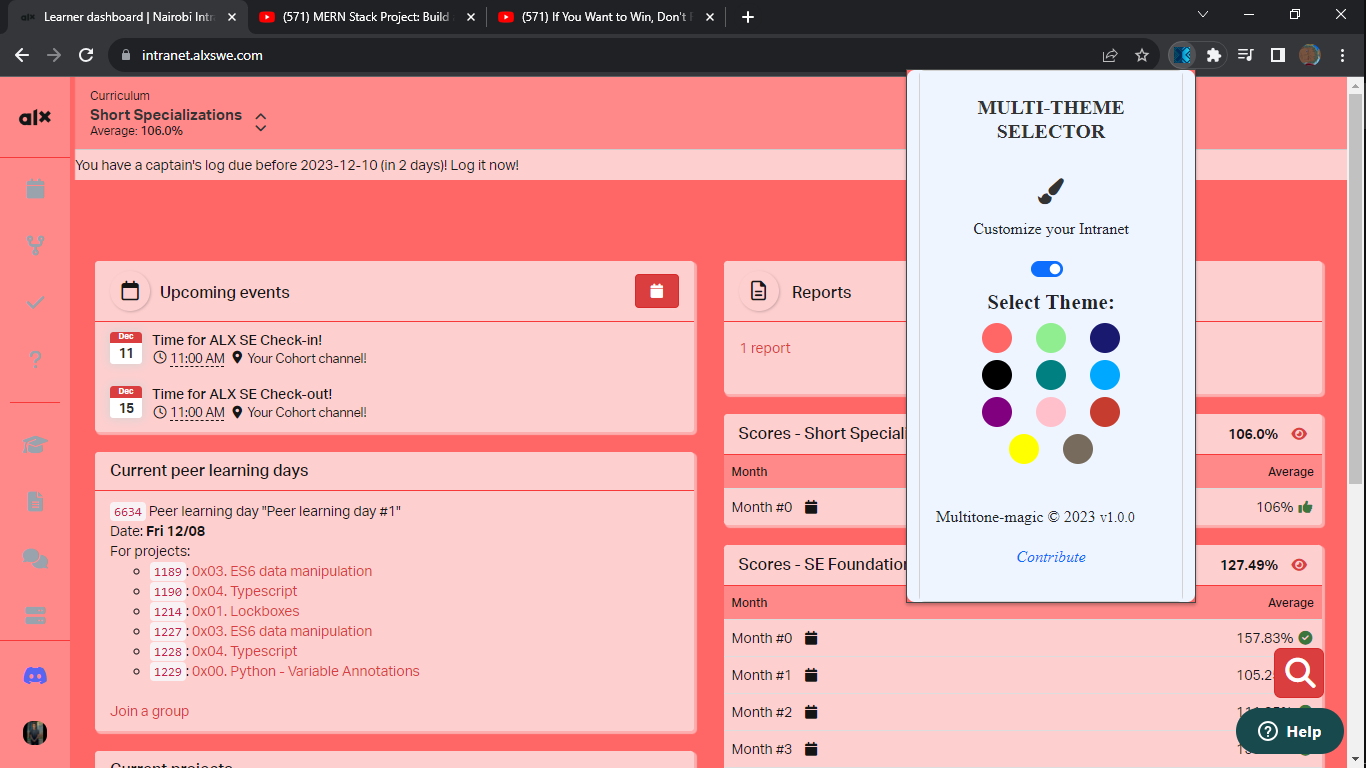 Learner dashboard | Nairobi Intr
(571) MERN Stack Project: Build
(571) If You Want to Win, Don't
intranet.alxswe.com
alx
Curriculum
Short Specializations
Average: 106.0%
You have a captain's log due before 2023-12-10 (in 2 days)! Log it now!
Upcoming events
Dec
11
Time for ALX SE Check-in!
11:00 AM Your Cohort channel!
Dec
15
Time for ALX SE Check-out!
11:00 AM Your Cohort channel!
Current peer learning days
6634 Peer learning day "Peer learning day #1"
Date: Fri 12/08
For projects:
1189: 0x03. ES6 data manipulation
1190: 0x04. Typescript
1214: 0x01. Lockboxes
1227: 0x03. ES6 data manipulation
1228: 0x04. Typescript
1229: 0x00. Python - Variable Annotations
Join a group
Reports
1 report
Scores - Short Speciali
106.0%
Month
Average
Month #0
106%
Scores - SE Foundation
127.49%
Month
Average
Month #0
157.83%
Month #1
105.2
Month #2
Month #3
MULTI-THEME
SELECTOR
Customize your Intranet
Select Theme:
Multitone-magic © 2023 v1.0.0
Contribute
Help